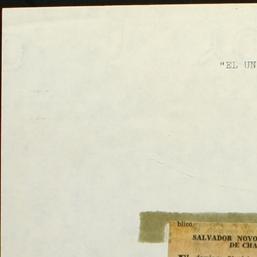 "EL UN
blico.
SALVADOR NOVO
DE CHA